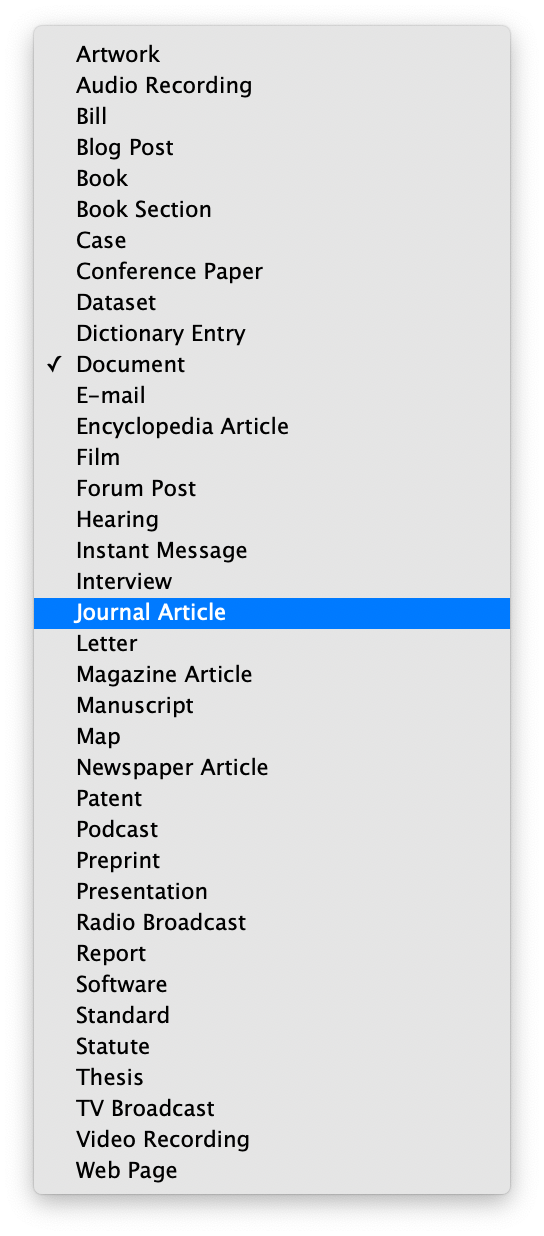 Artwork
Audio Recording
Bill
Blog Post
Book
Book Section
Case
Conference Paper
Dataset
Dictionary Entry
✓ Document
E-mail
Encyclopedia Article
Film
Forum Post
Hearing
Instant Message
Interview
Journal Article
Letter
Magazine Article
Manuscript
Map
Newspaper Article
Patent
Podcast
Preprint
Presentation
Radio Broadcast
Report
Software
Standard
Statute
Thesis
TV Broadcast
Video Recording
Web Page